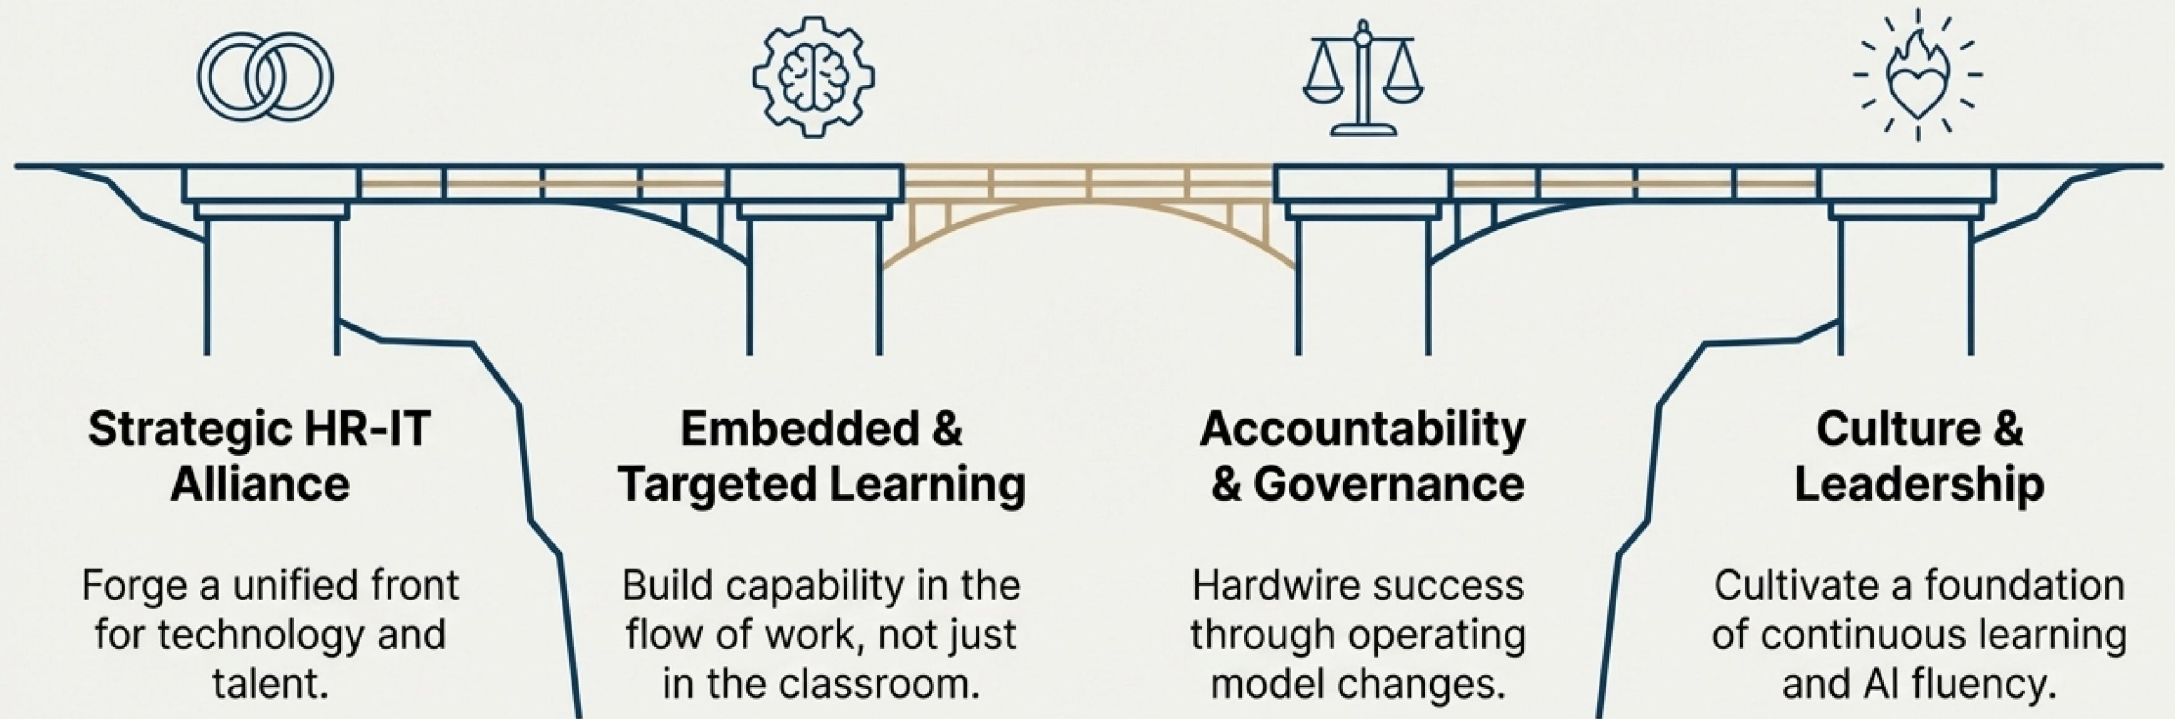 Strategic HR-IT
Alliance
Forge a unified front
for technology and
talent.
Embedded &
Targeted Learning
Build capability in the
flow of work, not just
in the classroom.
Accountability
& Governance
Hardwire success
through operating
model changes.
Culture &
Leadership
Cultivate a foundation
of continuous learning
and AI fluency.